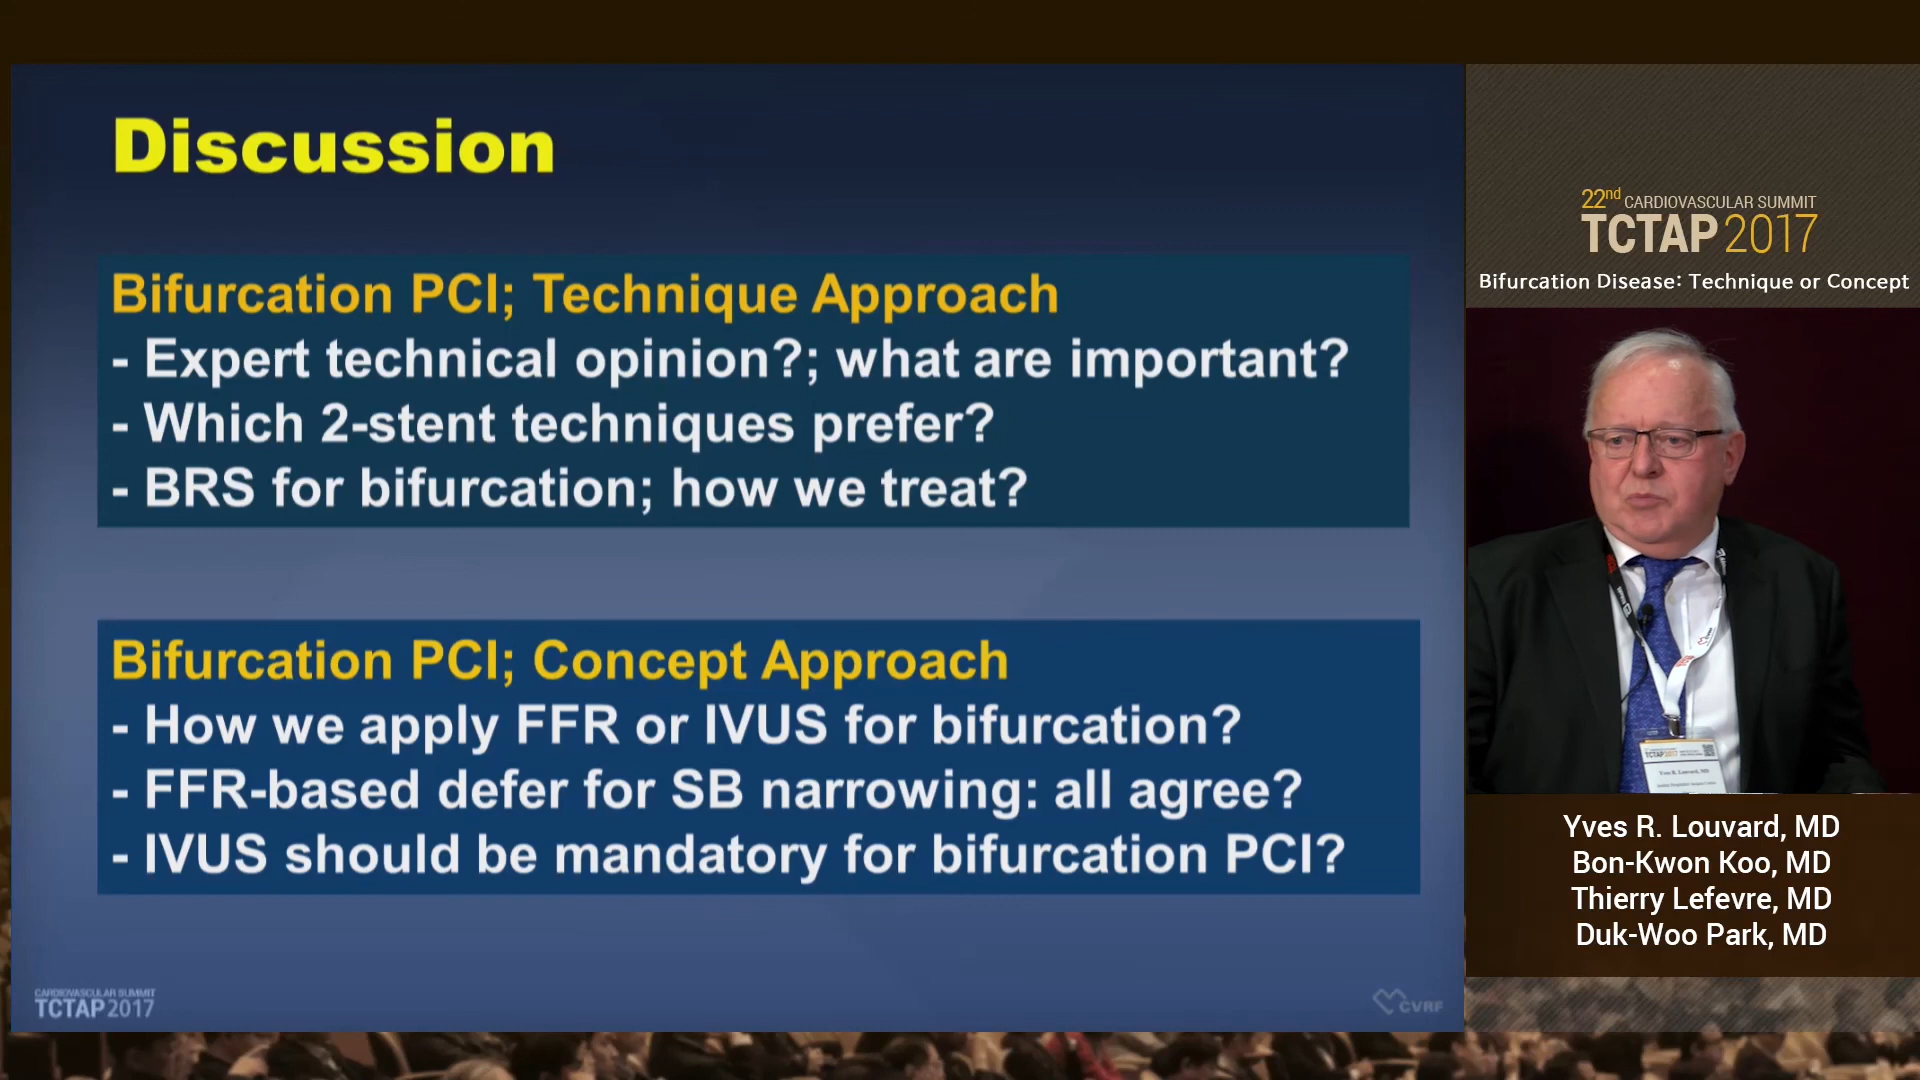 Discussion
Bifurcation PCI; Technique Approach
- Expert technical opinion?; what are important?
- Which 2-stent techniques prefer?
- BRS for bifurcation; how we treat?
Bifurcation PCI; Concept Approach
- How we apply FFR or IVUS for bifurcation?
- FFR-based defer for SB narrowing: all agree?
- IVUS should be mandatory for bifurcation PCI?
CARDIOVASCULAR SUMMIT
TCTAP2017
CVRF
22nd CARDIOVASCULAR SUMMIT
TCTAP 2017
Bifurcation Disease: Technique or Concept
Yves R. Louvard, MD
Yves R. Louvard, MD
Bon-Kwon Koo, MD
Thierry Lefevre, MD
Duk-Woo Park, MD